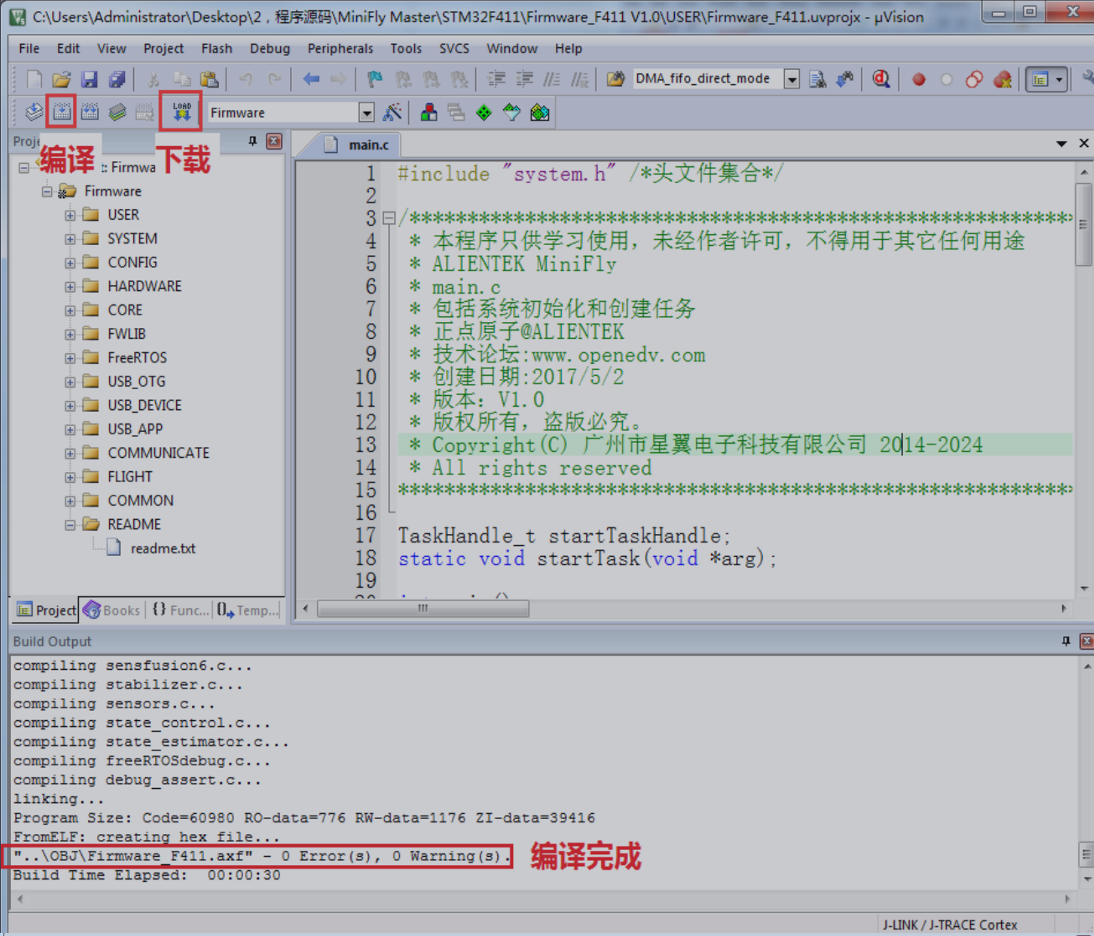 C:\Users\Administrator\Desktop\2，程序源码\MiniFly Master\STM32F411\Firmware_F411 V1.0\USER\Firmware_F411.uvprojx - µVision
File Edit View Project Flash Debug Peripherals Tools SVCS Window Help
DMA_fifo_direct_mode
LOAD
Firmware
编译
下载
main.c
:: Firmwa
Firmware
USER
SYSTEM
CONFIG
HARDWARE
CORE
FWLIB
FreeRTOS
USB_OTG
USB_DEVICE
USB_APP
COMMUNICATE
FLIGHT
COMMON
README
readme.txt
Project Books {} Func... Temp...
1 #include "system.h" /*头文件集合*/
2
3 /************************************************************
4 * 本程序只供学习使用，未经作者许可，不得用于其它任何用途
5 * ALIENTEK MiniFly
6 * main.c
7 * 包括系统初始化和创建任务
8 * 正点原子@ALIENTEK
9 * 技术论坛:www.openedv.com
10 * 创建日期:2017/5/2
11 * 版本：V1.0
12 * 版权所有，盗版必究。
13 * Copyright(C) 广州市星翼电子科技有限公司 2014-2024
14 * All rights reserved
15 *************************************************************
16
17 TaskHandle_t startTaskHandle;
18 static void startTask(void *arg);
19
Build Output
compiling sensfusion6.c...
compiling stabilizer.c...
compiling sensors.c...
compiling state_control.c...
compiling state_estimator.c...
compiling freeRTOSdebug.c...
compiling debug_assert.c...
linking...
Program Size: Code=60980 RO-data=776 RW-data=1176 ZI-data=39416
FromELF: creating hex file...
"..\OBJ\Firmware_F411.axf" - 0 Error(s), 0 Warning(s).
编译完成
Build Time Elapsed: 00:00:30
J-LINK / J-TRACE Cortex